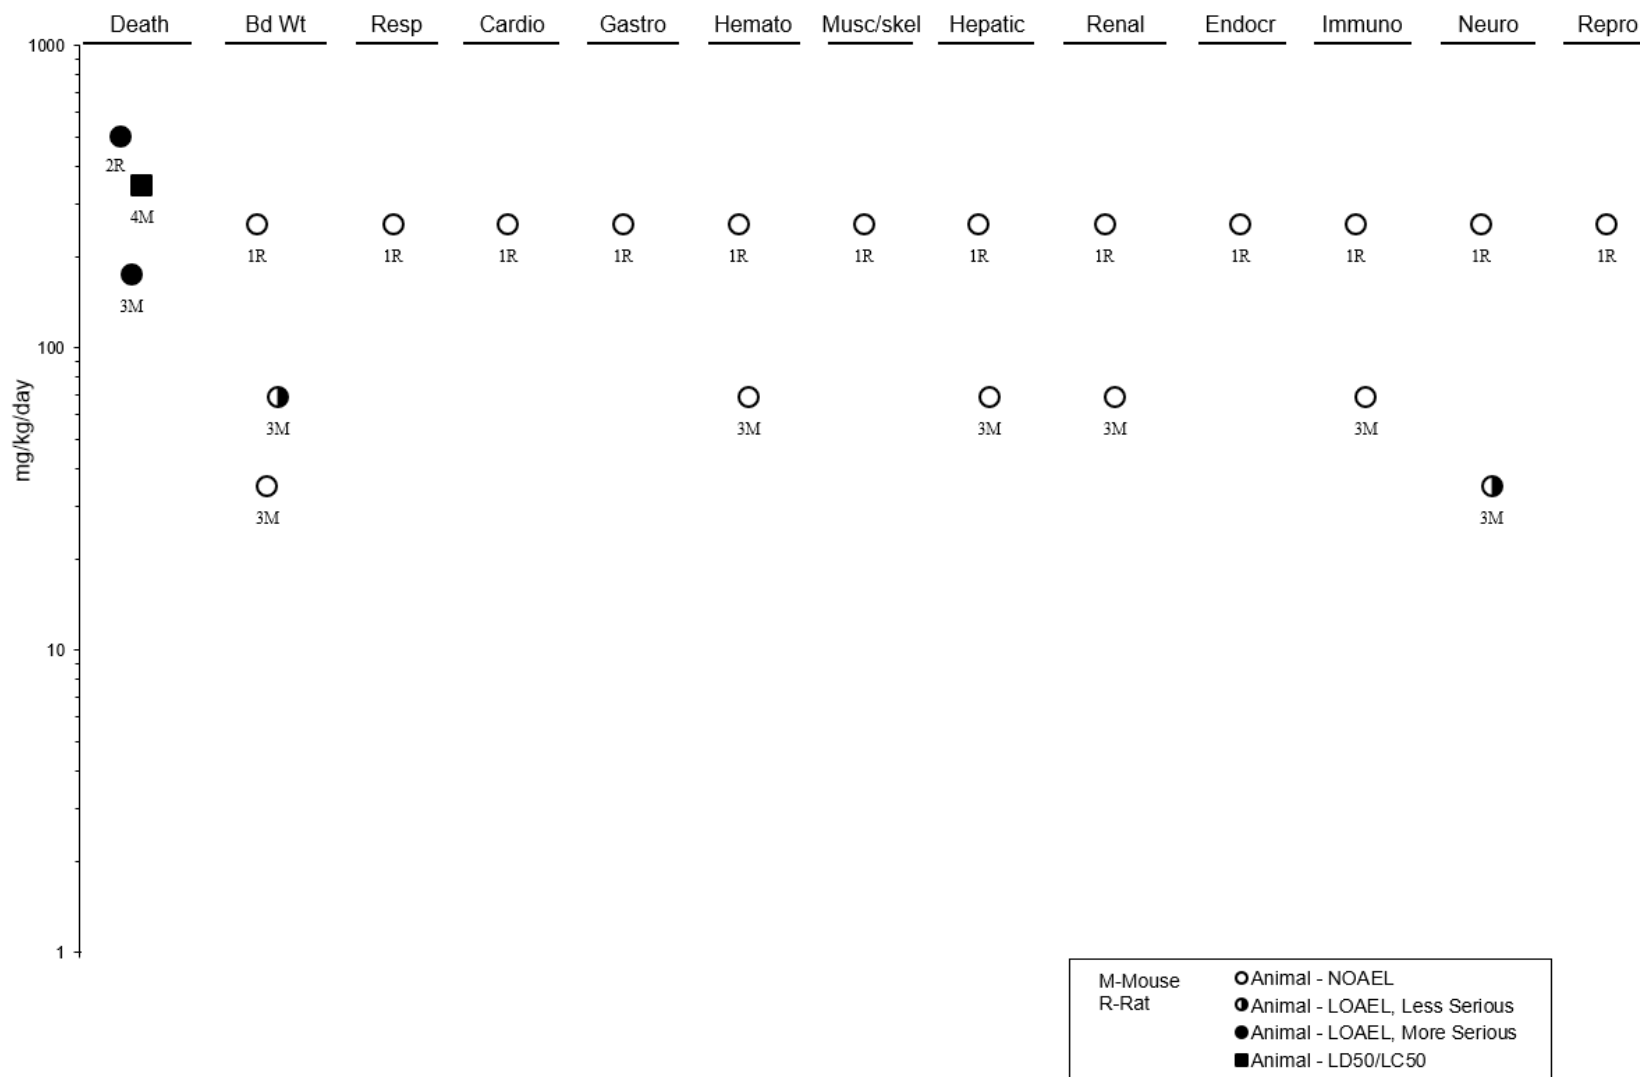 Death Bd Wt Resp Cardio Gastro Hemato Musc/skel Hepatic Renal Endocr Immuno Neuro Repro
1000
2R
4M
1R 1R 1R 1R 1R 1R 1R 1R 1R 1R 1R 1R
3M
100
mg/kg/day
3M 3M 3M 3M 3M
3M 3M
10
1
M-Mouse
R-Rat
Animal - NOAEL
Animal - LOAEL, Less Serious
Animal - LOAEL, More Serious
Animal - LD50/LC50